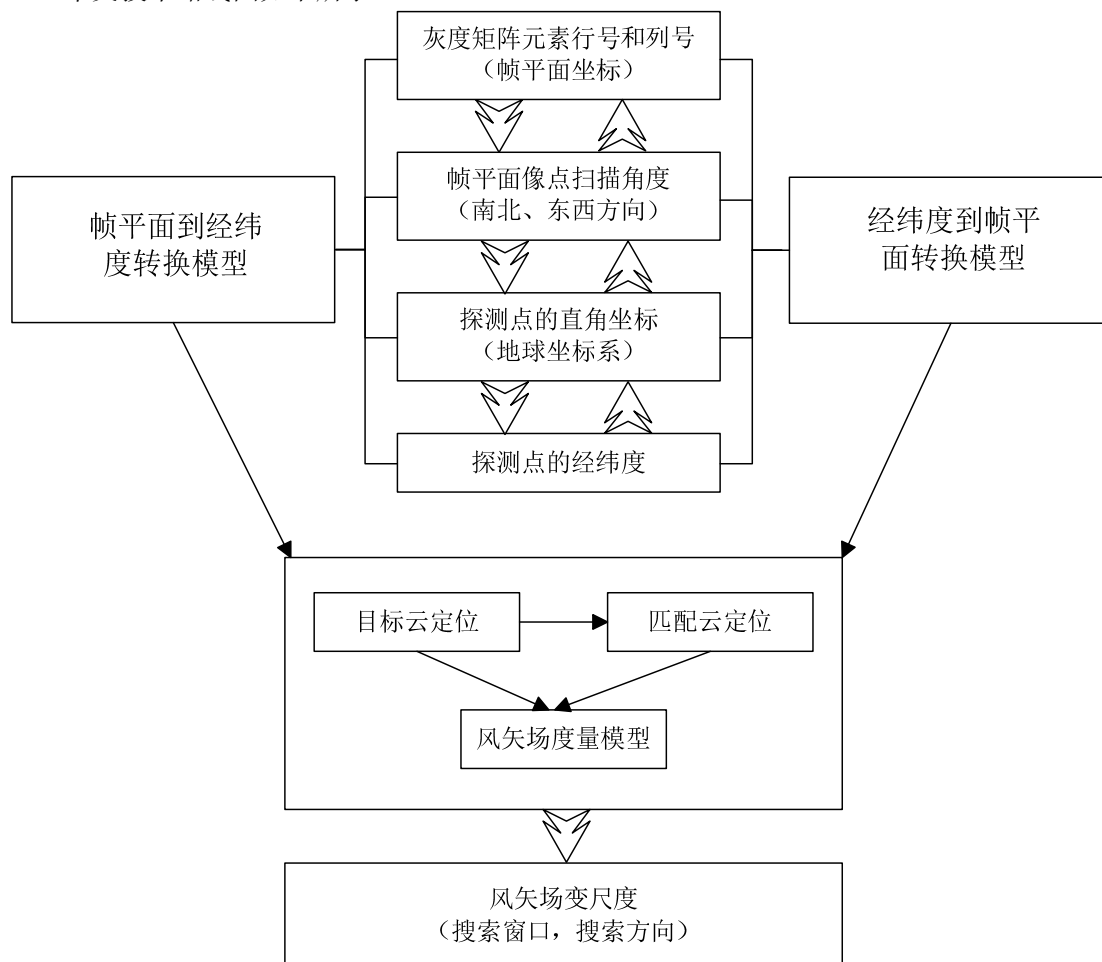 灰度矩阵元素行号和列号
（帧平面坐标）
帧平面像点扫描角度
（南北、东西方向）
帧平面到经纬
度转换模型
经纬度到帧平
面转换模型
探测点的直角坐标
（地球坐标系）
探测点的经纬度
目标云定位
匹配云定位
风矢场度量模型
风矢场变尺度
（搜索窗口，搜索方向）